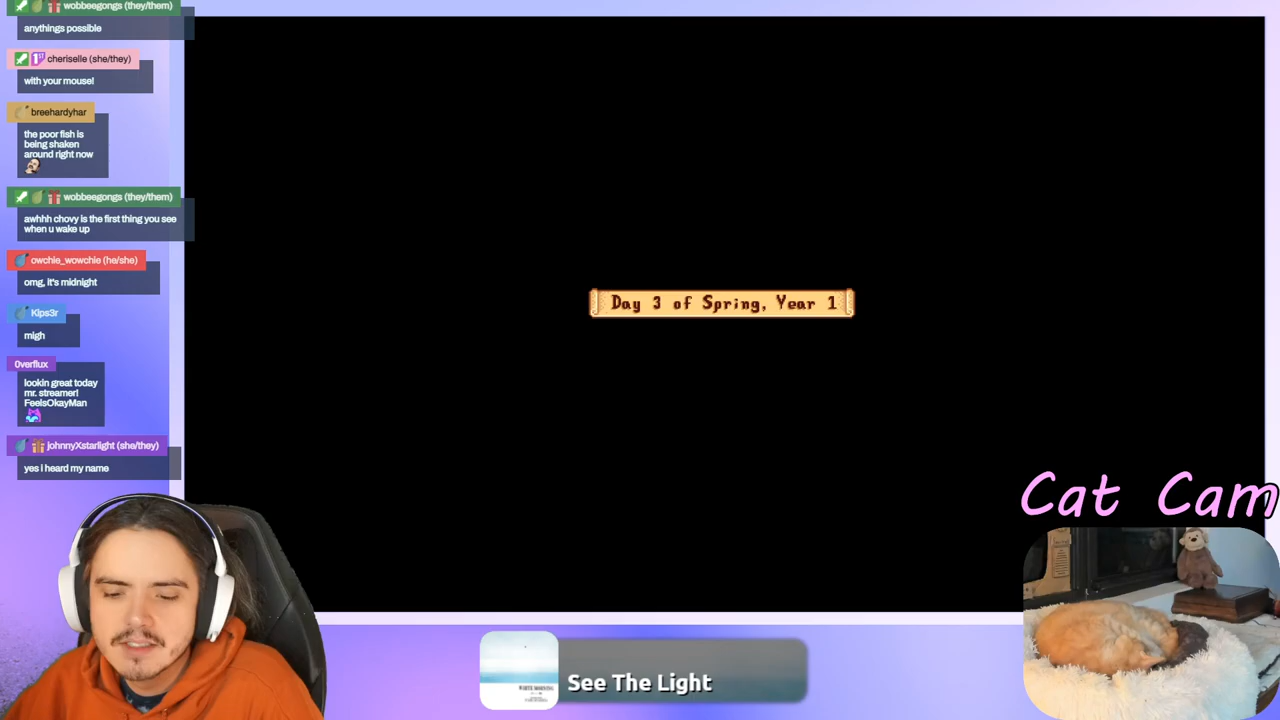 wobbeegongs (they/them)
anythings possible
cheriselle (she/they)
with your mouse!
breehardyhar
the poor fish is
being shaken
around right now
wobbeegongs (they/them)
awhhh chovy is the first thing you see
when u wake up
owchie_wowchie (he/she)
omg, it's midnight
Kips3r
migh
0verflux
lookin great today
mr. streamer!
FeelsOkayMan
johnnyXstarlight (she/they)
yes i heard my name
Day 3 of Spring, Year 1
Cat Cam
WHITE MORNING
See The Light